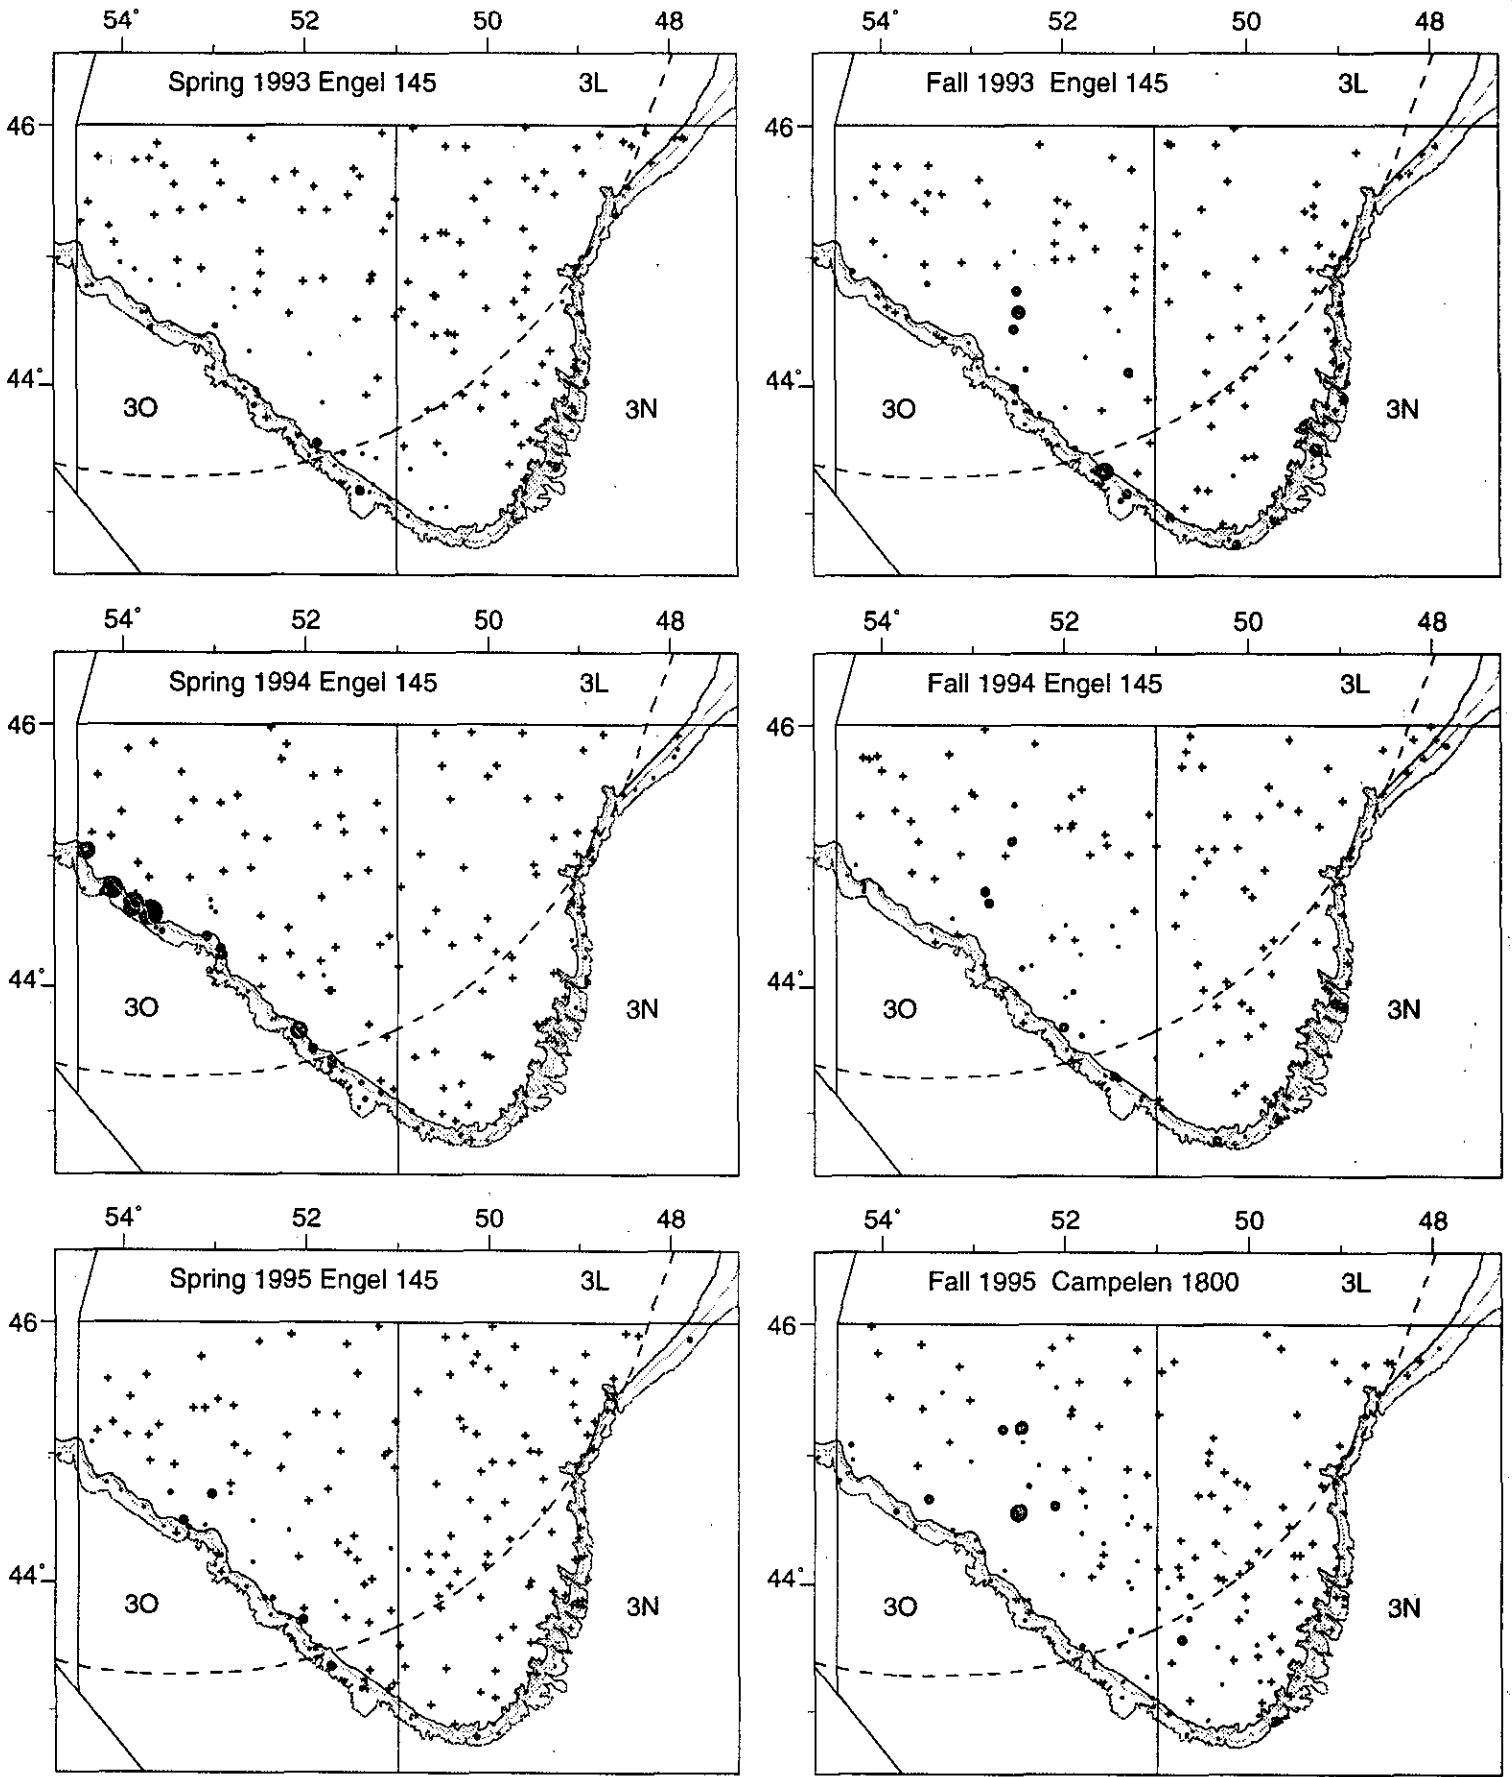 54° 52 50 48
54° 52 50 48
Spring 1993 Engel 145 3L
Fall 1993 Engel 145 3L
46
46
44°
44°
3O 3N
3O 3N
54° 52 50 48
54° 52 50 48
Spring 1994 Engel 145 3L
Fall 1994 Engel 145 3L
46
46
44°
44°
3O 3N
3O 3N
54° 52 50 48
54° 52 50 48
Spring 1995 Engel 145 3L
Fall 1995 Campelen 1800 3L
46
46
44°
44°
3O 3N
3O 3N